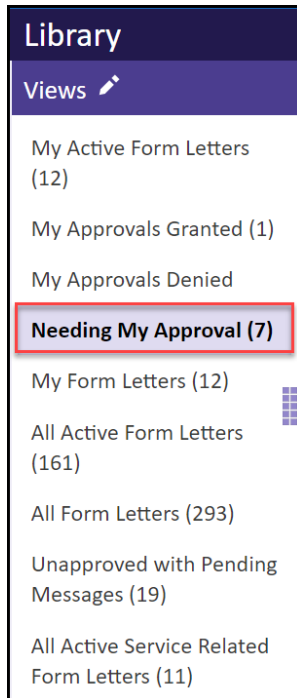 Library
Views
My Active Form Letters
(12)
My Approvals Granted (1)
My Approvals Denied
Needing My Approval (7)
My Form Letters (12)
All Active Form Letters
(161)
All Form Letters (293)
Unapproved with Pending
Messages (19)
All Active Service Related
Form Letters (11)